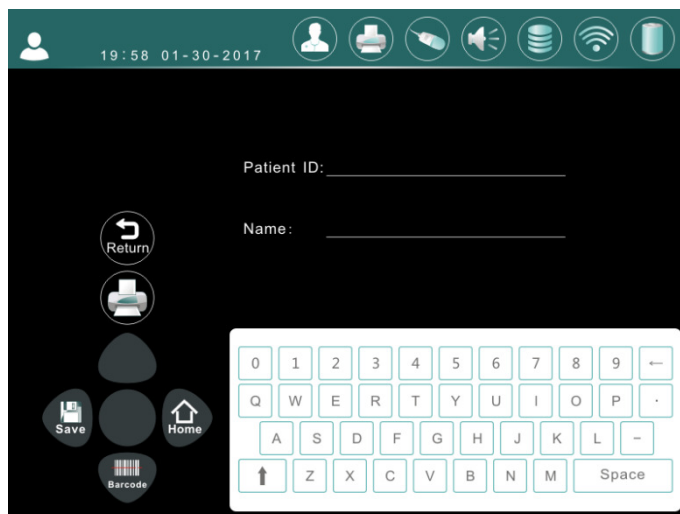 19:58 01-30-2017
Patient ID:
Name:
Return
0 1 2 3 4 5 6 7 8 9 ←
Q W E R T Y U I O P ·
A S D F G H J K L –
↑ Z X C V B N M Space
Save
Home
Barcode